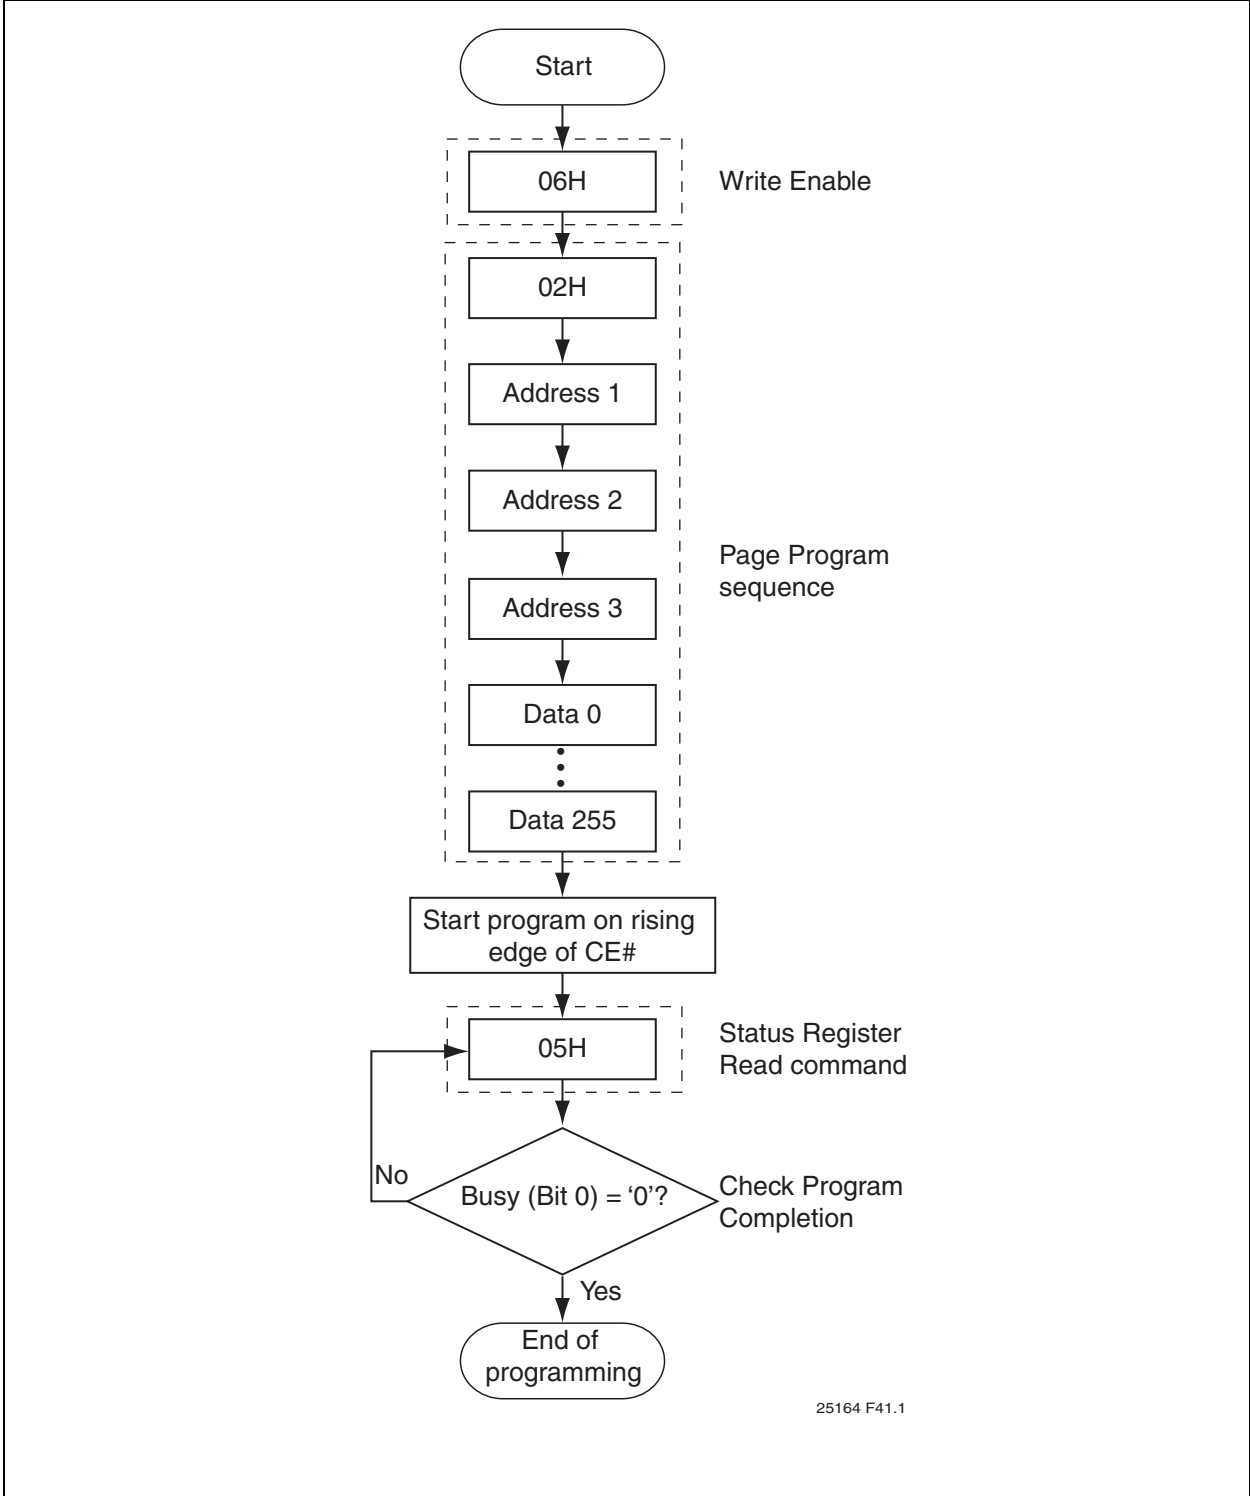 Start
06H
Write Enable
02H
Address 1
Address 2
Address 3
Page Program
sequence
Data 0
Data 255
Start program on rising
edge of CE#
05H
Status Register
Read command
No
Busy (Bit 0) = ‘0’?
Check Program
Completion
Yes
End of
programming
25164 F41.1